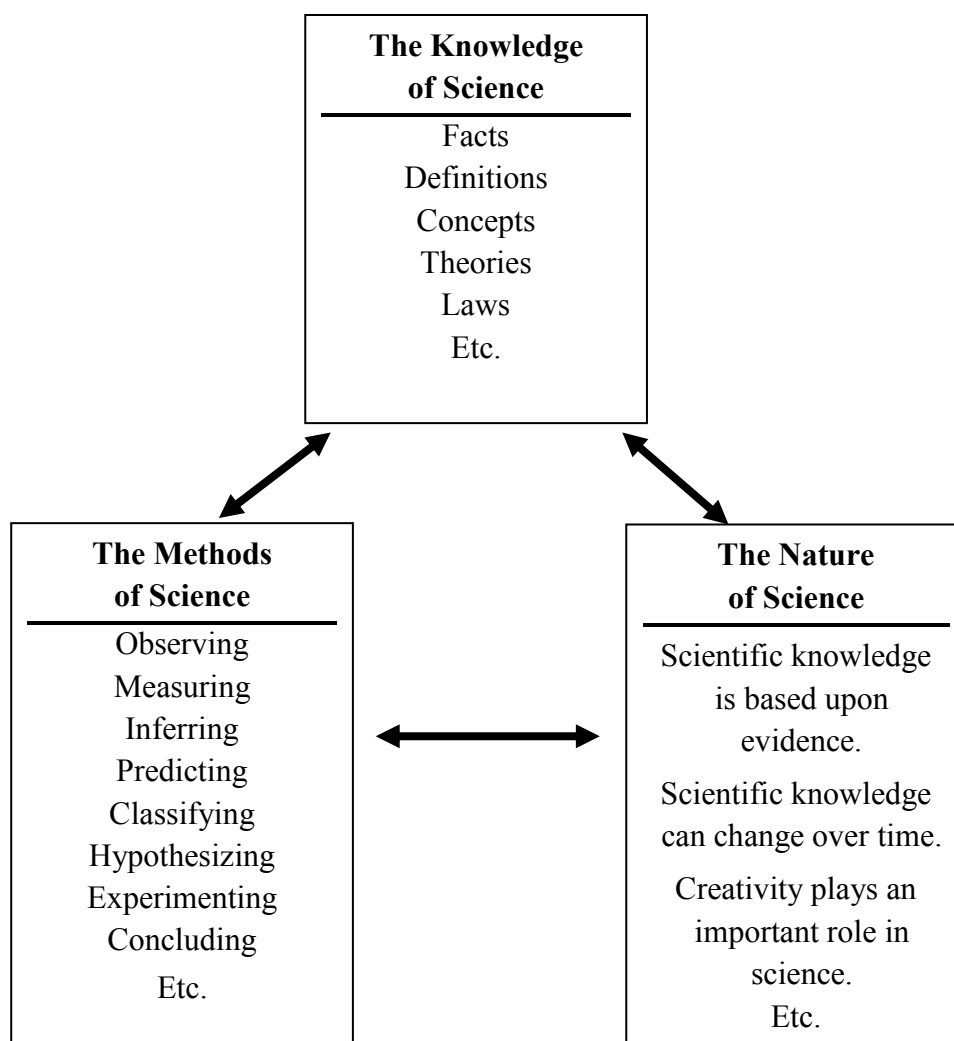 The Knowledge
of Science
Facts
Definitions
Concepts
Theories
Laws
Etc.
The Methods
of Science
Observing
Measuring
Inferring
Predicting
Classifying
Hypothesizing
Experimenting
Concluding
Etc.
The Nature
of Science
Scientific knowledge
is based upon
evidence.
Scientific knowledge
can change over time.
Creativity plays an
important role in
science.
Etc.